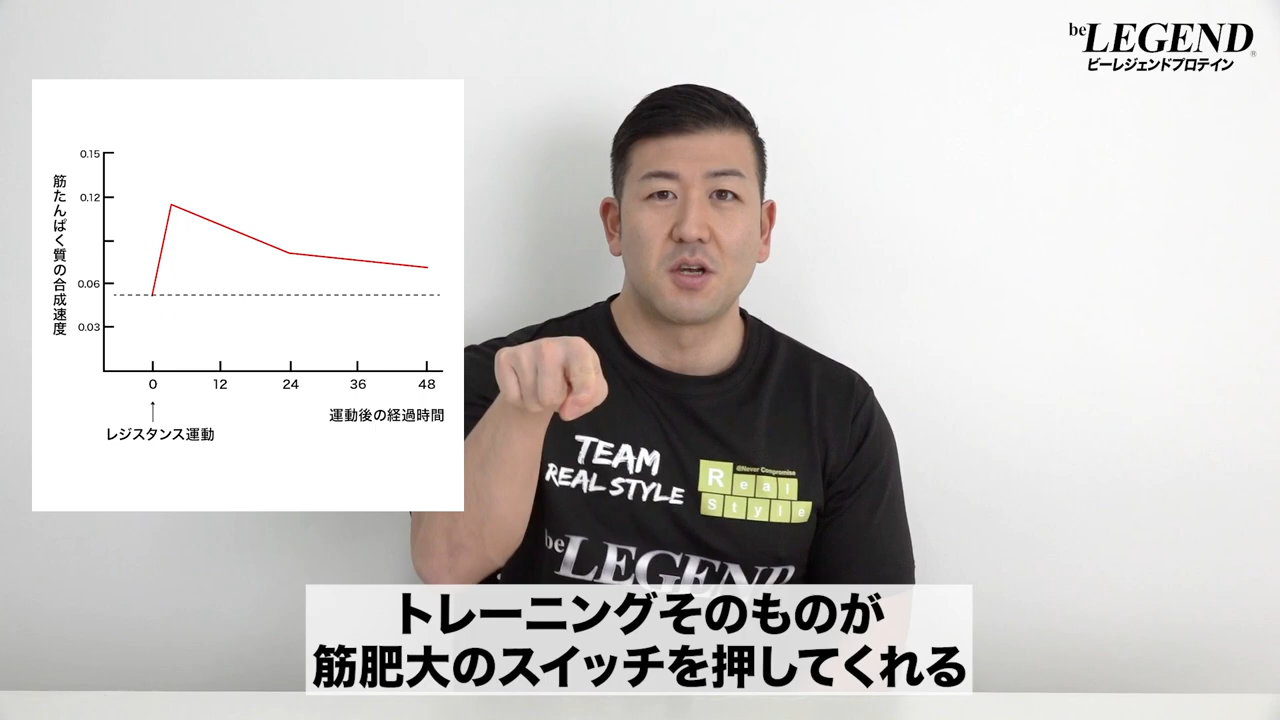 beLEGEND®
ビーレジェンドプロテイン
筋たんぱく質の合成速度
0.15
0.12
0.06
0.03
0 12 24 36 48
↑
運動後の経過時間
レジスタンス運動
TEAM
REAL STYLE
@Never Compromise
Real
Style
beLEGEND
トレーニングそのものが
筋肥大のスイッチを押してくれる